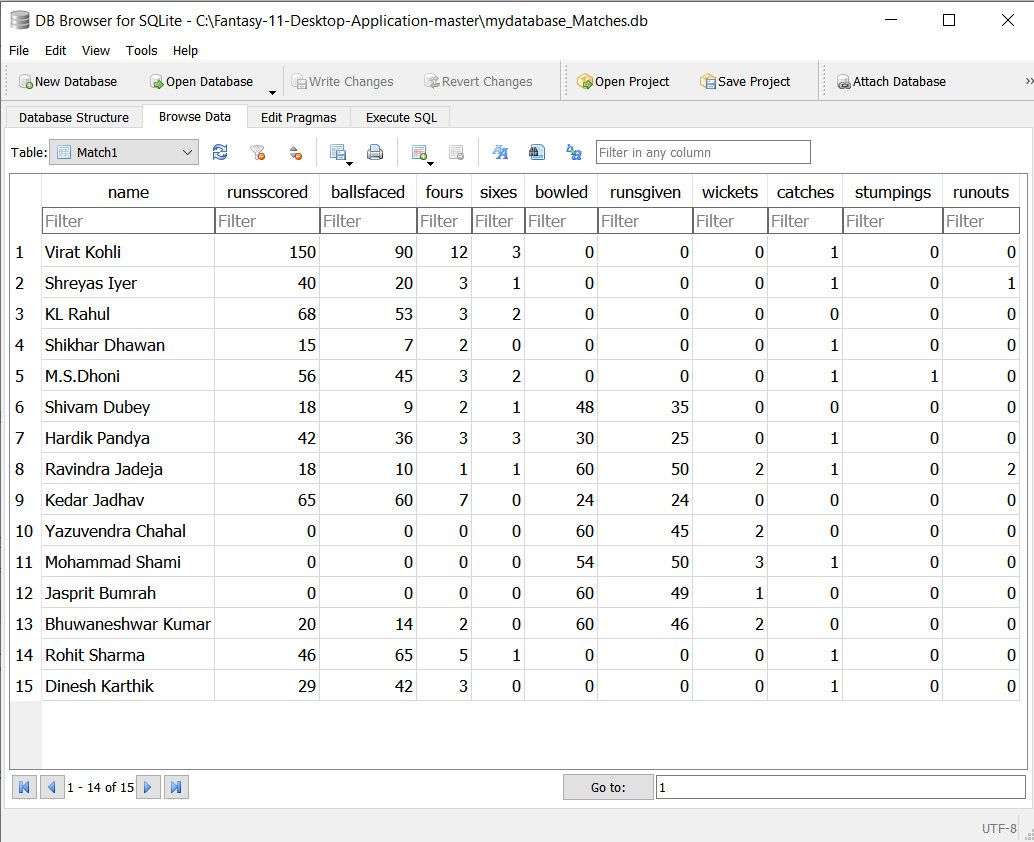 DB Browser for SQLite - C:\Fantasy-11-Desktop-Application-master\mydatabase_Matches.db
File Edit View Tools Help
New Database Open Database Write Changes Revert Changes Open Project Save Project Attach Database »
Database Structure Browse Data Edit Pragmas Execute SQL
Table: Match1 Filter in any column
name runsscored ballsfaced fours sixes bowled runsgiven wickets catches stumpings runouts
Filter Filter Filter Filter Filter Filter Filter Filter Filter Filter Filter
1 Virat Kohli 150 90 12 3 0 0 0 1 0 0
2 Shreyas Iyer 40 20 3 1 0 0 0 1 0 1
3 KL Rahul 68 53 3 2 0 0 0 0 0 0
4 Shikhar Dhawan 15 7 2 0 0 0 0 1 0 0
5 M.S.Dhoni 56 45 3 2 0 0 0 1 1 0
6 Shivam Dubey 18 9 2 1 48 35 0 0 0 0
7 Hardik Pandya 42 36 3 3 30 25 0 1 0 0
8 Ravindra Jadeja 18 10 1 1 60 50 2 1 0 2
9 Kedar Jadhav 65 60 7 0 24 24 0 0 0 0
10 Yazuvendra Chahal 0 0 0 0 60 45 2 0 0 0
11 Mohammad Shami 0 0 0 0 54 50 3 1 0 0
12 Jasprit Bumrah 0 0 0 0 60 49 1 0 0 0
13 Bhuwaneshwar Kumar 20 14 2 0 60 46 2 0 0 0
14 Rohit Sharma 46 65 5 1 0 0 0 1 0 0
15 Dinesh Karthik 29 42 3 0 0 0 0 1 0 0
1 - 14 of 15 Go to: 1
UTF-8